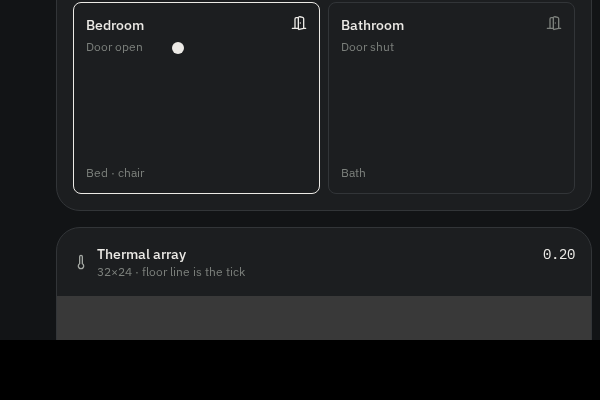 Bedroom
Door open
Bed · chair
Bathroom
Door shut
Bath
Thermal array
32×24 · floor line is the tick
0.20